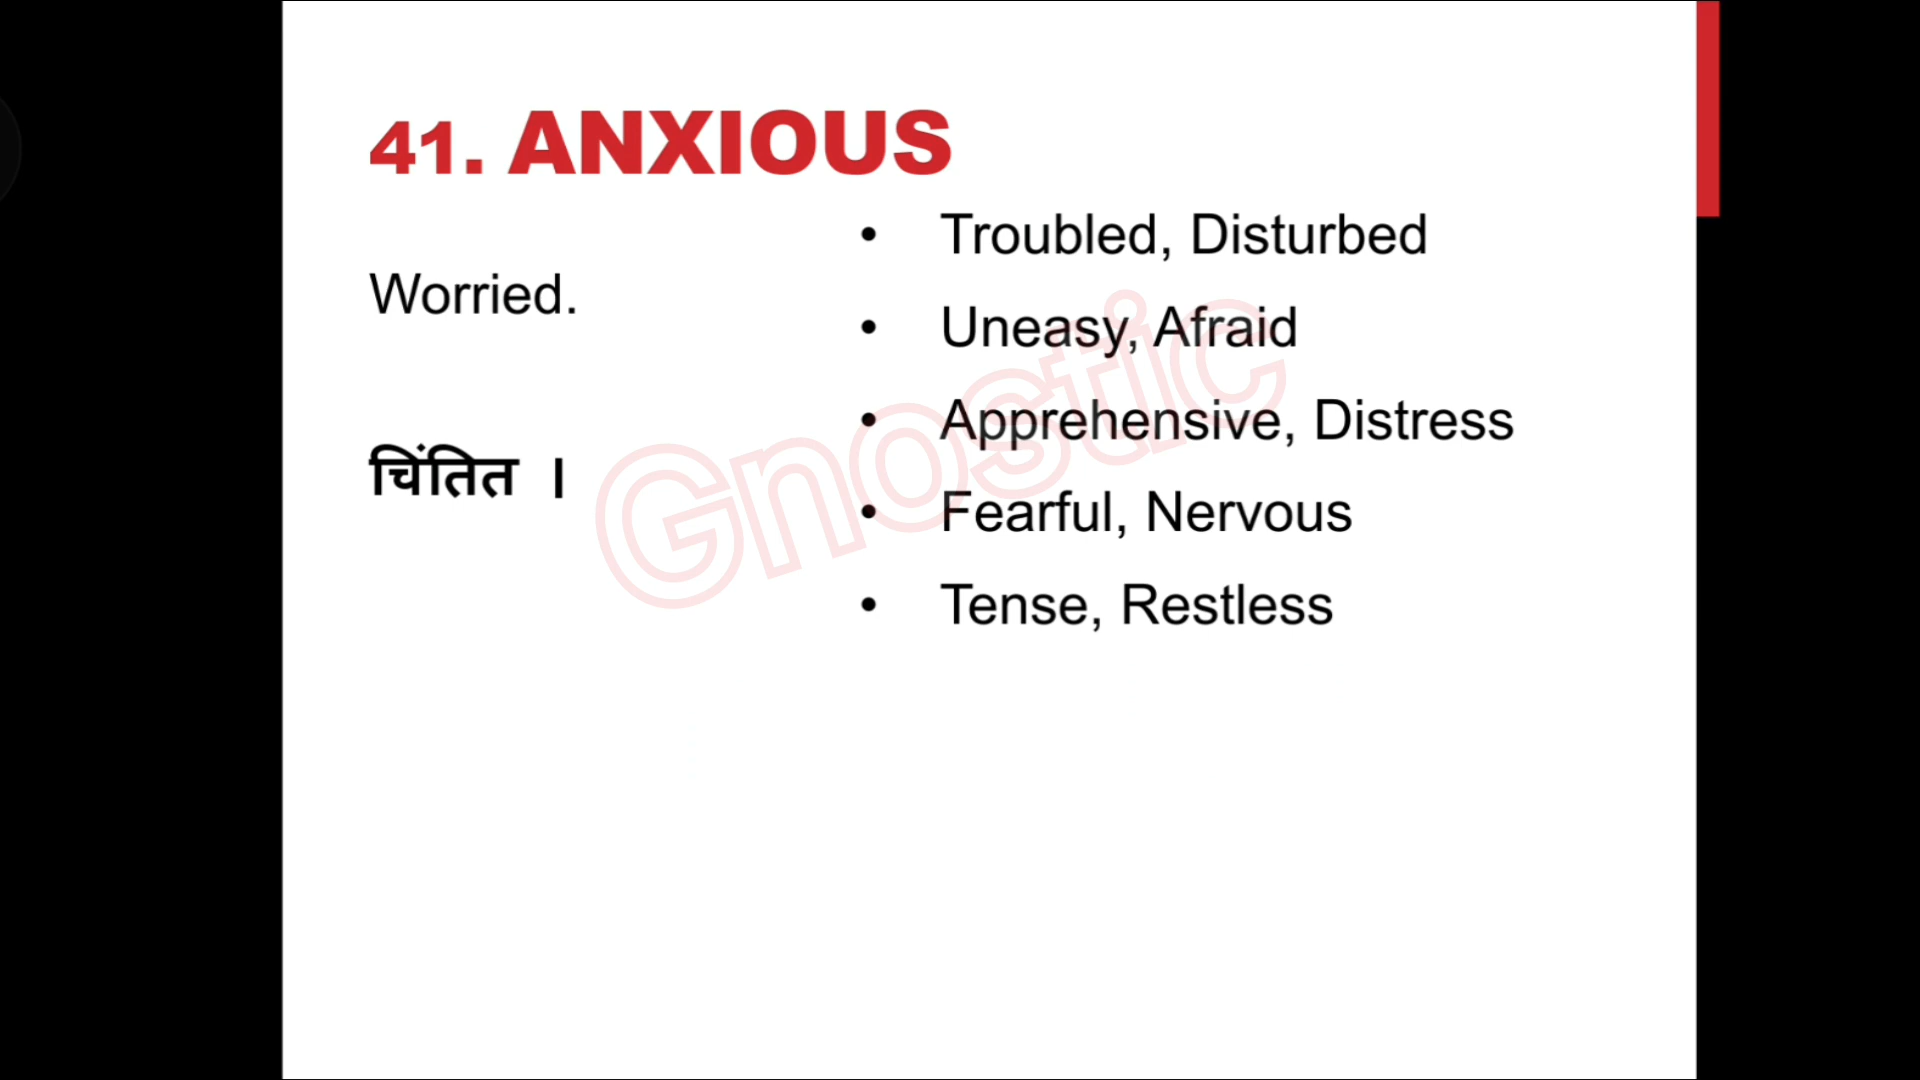 41. ANXIOUS
Worried.
चिंतित ।
• Troubled, Disturbed
• Uneasy, Afraid
• Apprehensive, Distress
• Fearful, Nervous
• Tense, Restless
Gnostic